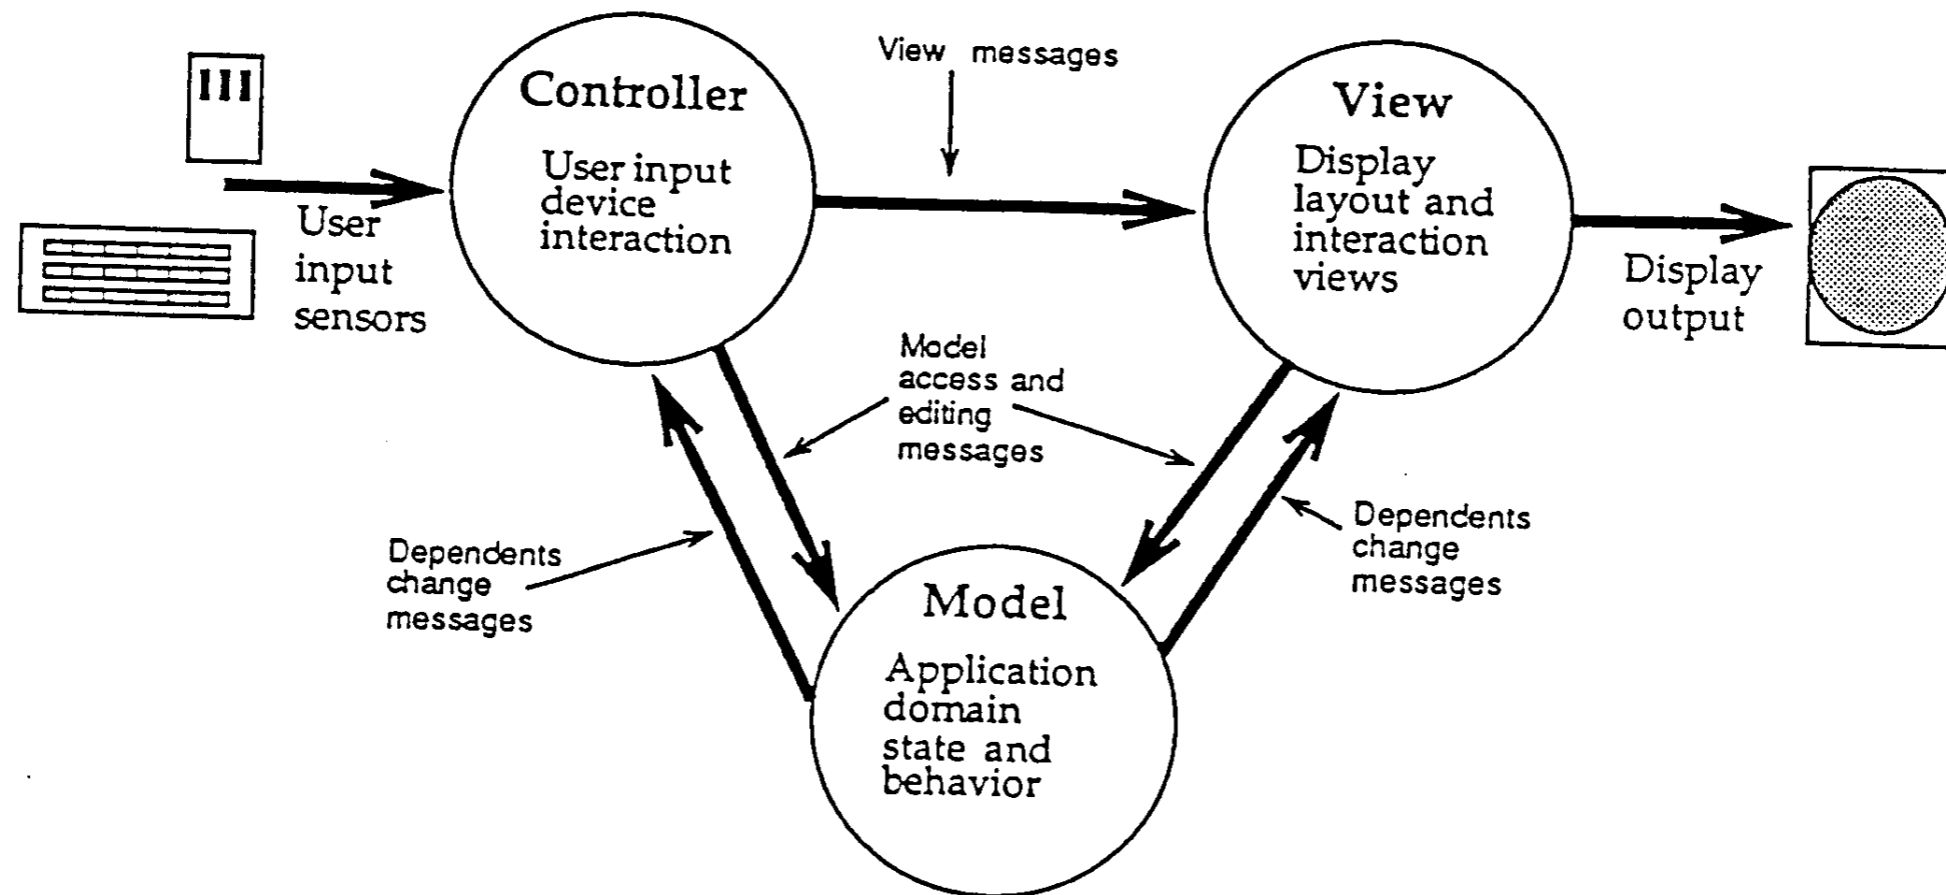 Controller
User input
device
interaction
View messages
View
Display
layout and
interaction
views
User
input
sensors
Display
output
Model
access and
editing
messages
Dependents
change
messages
Dependents
change
messages
Model
Application
domain
state and
behavior